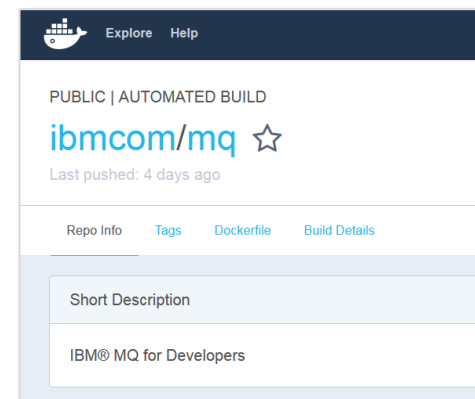 Explore Help
PUBLIC | AUTOMATED BUILD
ibmcom/mq
Last pushed: 4 days ago
Repo Info Tags Dockerfile Build Details
Short Description
IBM® MQ for Developers